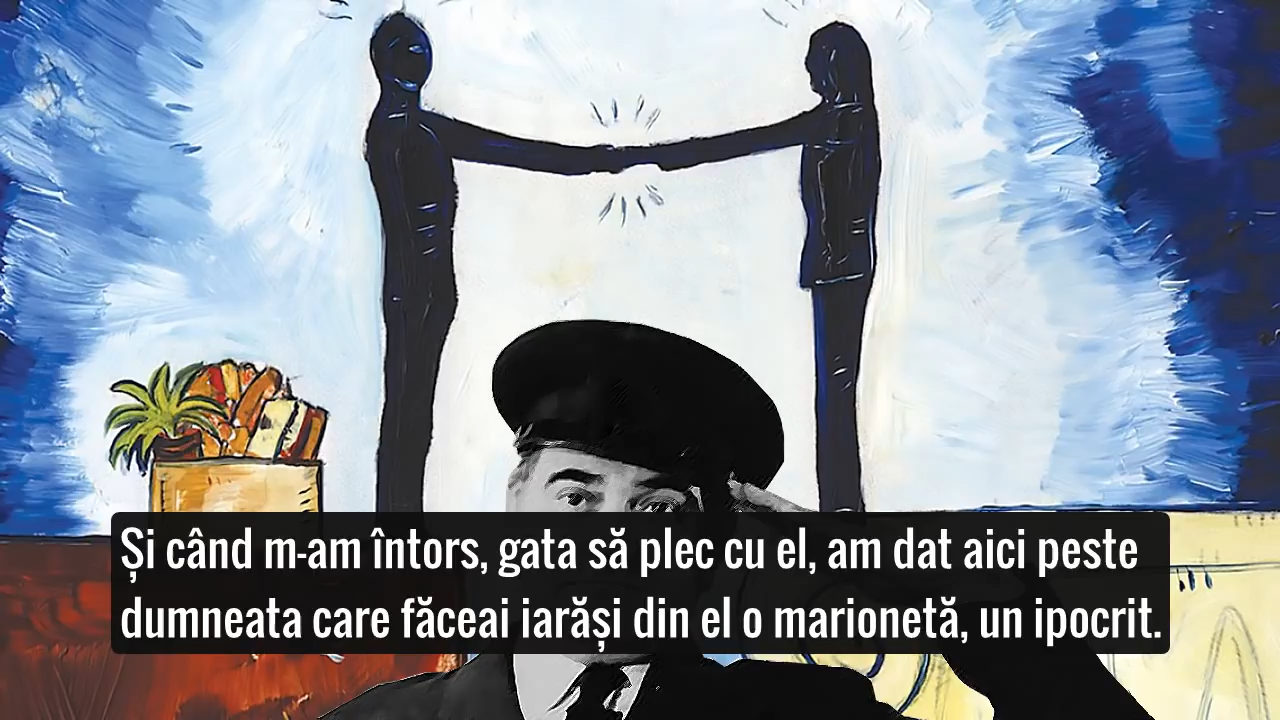 Și când m-am întors, gata să plec cu el, am dat aici peste
dumneata care făceai iarăși din el o marionetă, un ipocrit.